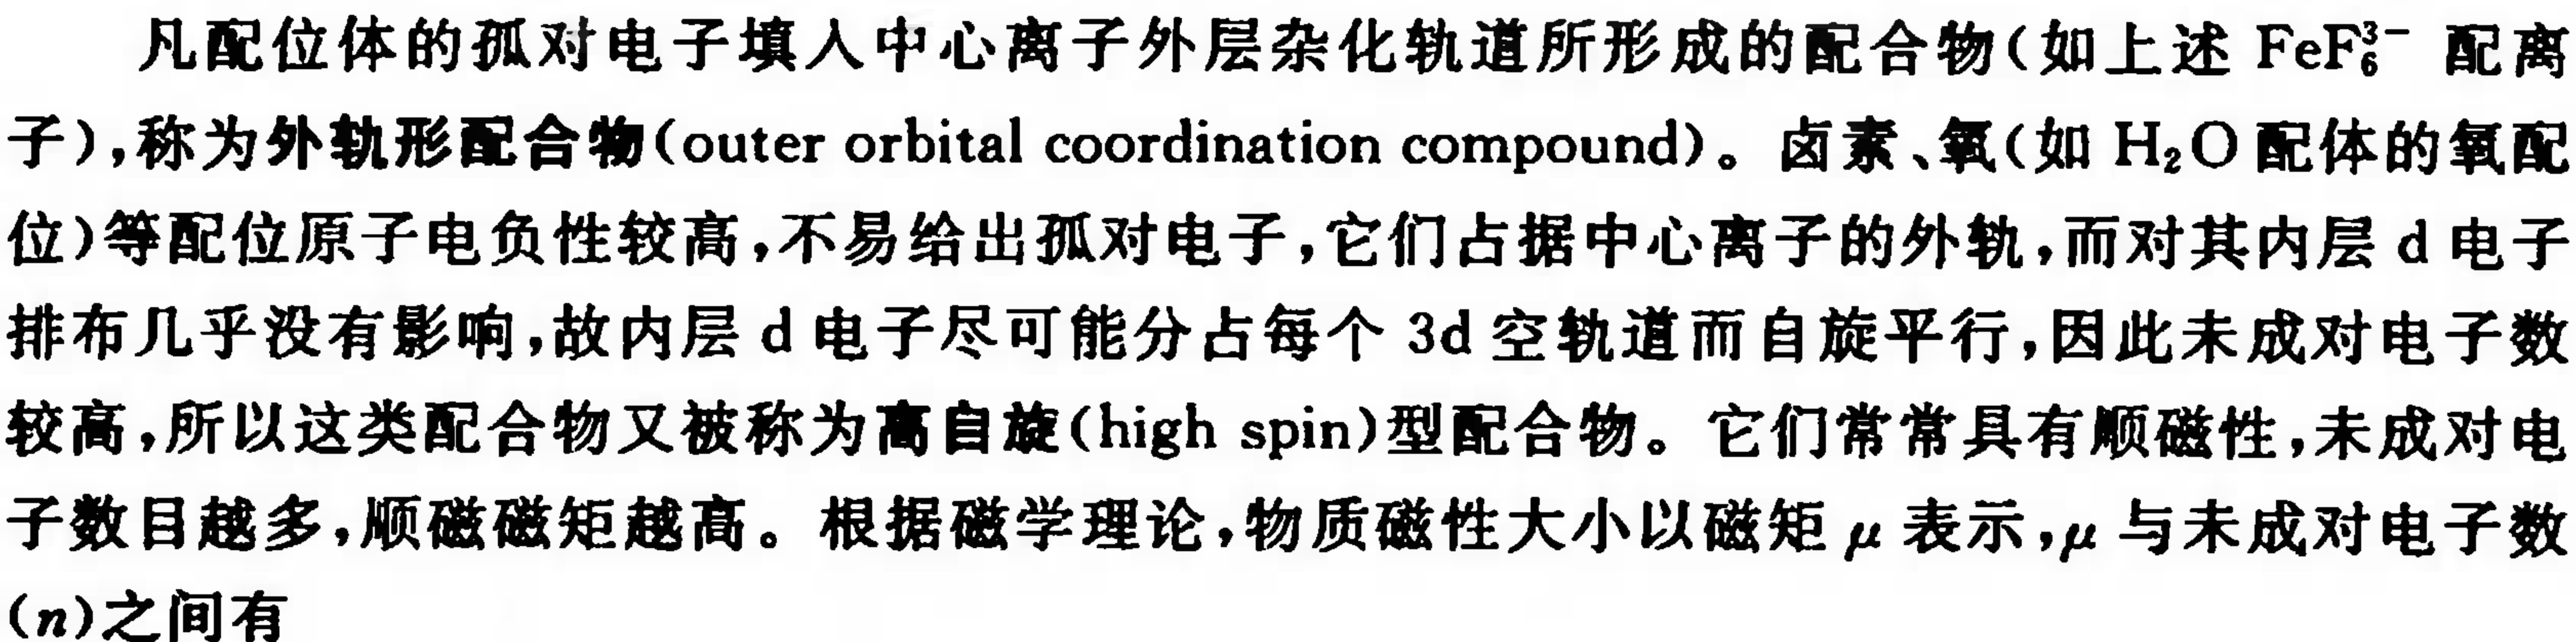 凡配位体的孤对电子填入中心离子外层杂化轨道所形成的配合物(如上述 FeF₆³⁻ 配离
子),称为外轨形配合物(outer orbital coordination compound)。卤素、氧(如 H₂O 配体的氧配
位)等配位原子电负性较高,不易给出孤对电子,它们占据中心离子的外轨,而对其内层 d 电子
排布几乎没有影响,故内层 d 电子尽可能分占每个 3d 空轨道而自旋平行,因此未成对电子数
较高,所以这类配合物又被称为高自旋(high spin)型配合物。它们常常具有顺磁性,未成对电
子数目越多,顺磁磁矩越高。根据磁学理论,物质磁性大小以磁矩 μ 表示,μ 与未成对电子数
(n)之间有